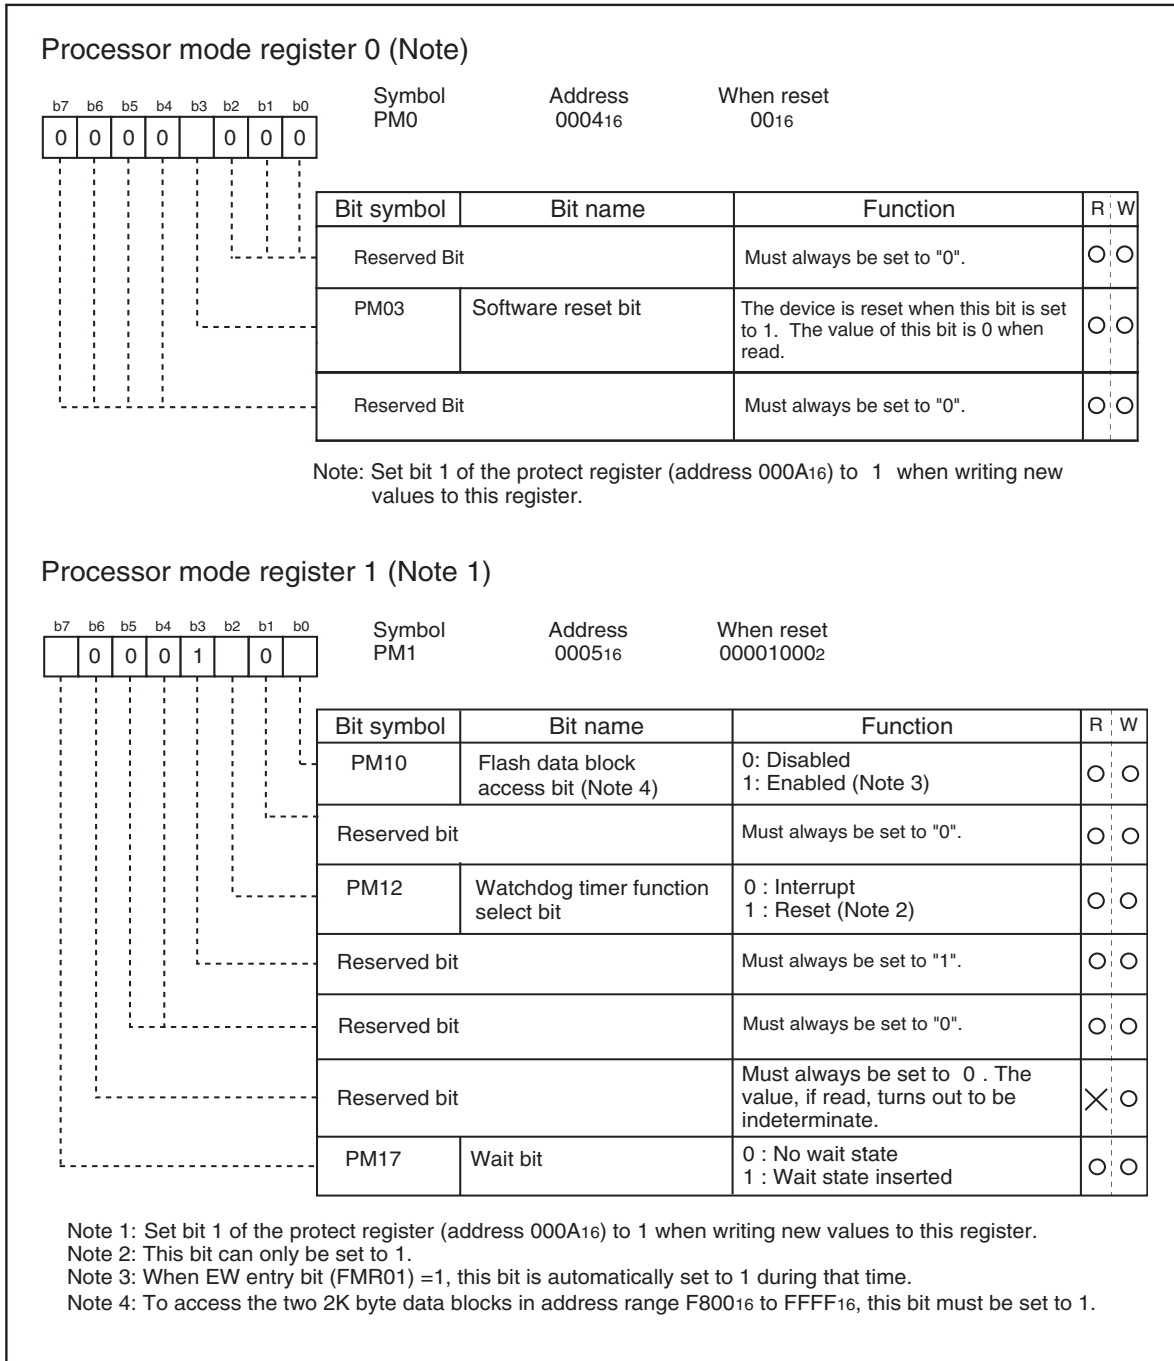 Processor mode register 0 (Note)
Symbol Address When reset
b7 b6 b5 b4 b3 b2 b1 b0
PM0 000416 0016
0 0 0 0 0 0 0
Bit symbol Bit name Function R W
Reserved Bit Must always be set to "0".
PM03 Software reset bit The device is reset when this bit is set
to 1. The value of this bit is 0 when
read.
Reserved Bit Must always be set to "0".
Note: Set bit 1 of the protect register (address 000A16) to 1 when writing new
values to this register.
Processor mode register 1 (Note 1)
b7 b6 b5 b4 b3 b2 b1 b0
Symbol Address When reset
0 0 0 1 0
PM1 000516 000010002
Bit symbol Bit name Function R W
PM10 Flash data block 0: Disabled
access bit (Note 4) 1: Enabled (Note 3)
Reserved bit Must always be set to "0".
PM12 Watchdog timer function 0 : Interrupt
select bit 1 : Reset (Note 2)
Reserved bit Must always be set to "1".
Reserved bit Must always be set to "0".
Must always be set to 0 . The
Reserved bit value, if read, turns out to be
indeterminate.
PM17 Wait bit 0 : No wait state
1 : Wait state inserted
Note 1: Set bit 1 of the protect register (address 000A16) to 1 when writing new values to this register.
Note 2: This bit can only be set to 1.
Note 3: When EW entry bit (FMR01) =1, this bit is automatically set to 1 during that time.
Note 4: To access the two 2K byte data blocks in address range F80016 to FFFF16, this bit must be set to 1.